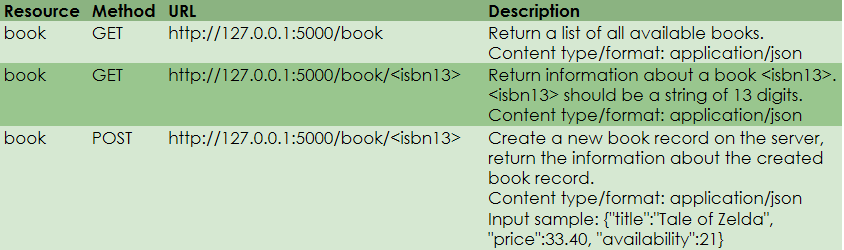 Resource Method URL Description
book GET http://127.0.0.1:5000/book Return a list of all available books.
Content type/format: application/json
book GET http://127.0.0.1:5000/book/<isbn13> Return information about a book <isbn13>.
<isbn13> should be a string of 13 digits.
Content type/format: application/json
book POST http://127.0.0.1:5000/book/<isbn13> Create a new book record on the server,
return the information about the created
book record.
Content type/format: application/json
Input sample: {"title":"Tale of Zelda",
"price":33.40, "availability":21}